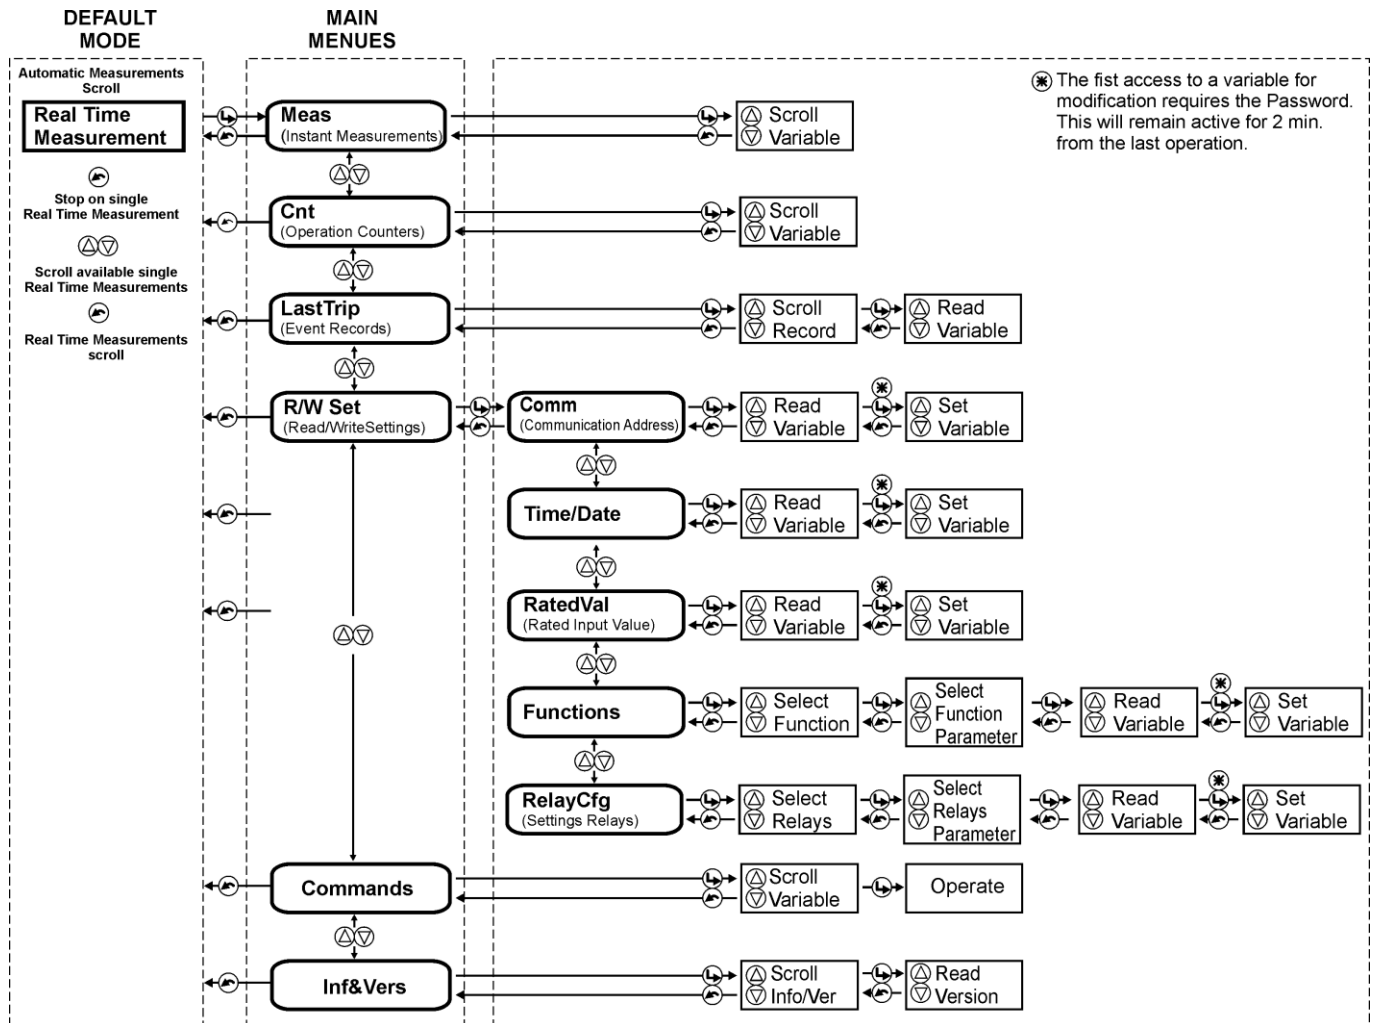 DEFAULT
MODE
MAIN
MENUES
Automatic Measurements
Scroll
Real Time
Measurement
Stop on single
Real Time Measurement
Scroll available single
Real Time Measurements
Real Time Measurements
scroll
Meas
(Instant Measurements)
Scroll
Variable
The fist access to a variable for
modification requires the Password.
This will remain active for 2 min.
from the last operation.
Cnt
(Operation Counters)
Scroll
Variable
LastTrip
(Event Records)
Scroll
Record
Read
Variable
R/W Set
(Read/WriteSettings)
Comm
(Communication Address)
Read
Variable
Set
Variable
Time/Date
Read
Variable
Set
Variable
RatedVal
(Rated Input Value)
Read
Variable
Set
Variable
Functions
Select
Function
Select
Function
Parameter
Read
Variable
Set
Variable
RelayCfg
(Settings Relays)
Select
Relays
Select
Relays
Parameter
Read
Variable
Set
Variable
Commands
Scroll
Variable
Operate
Inf&Vers
Scroll
Info/Ver
Read
Version